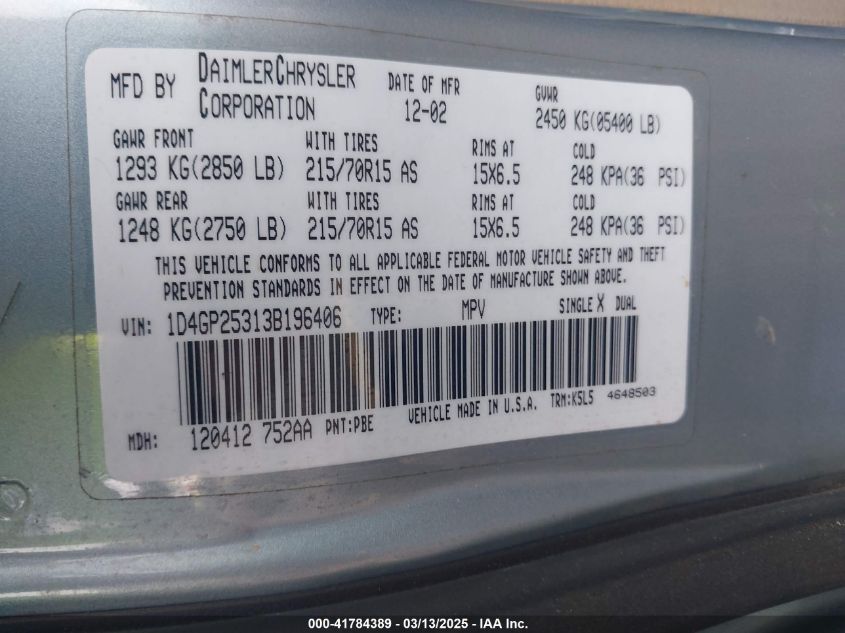 MFD BY DAIMLERCHRYSLER CORPORATION DATE OF MFR 12-02 GVWR 2450 KG(05400 LB)
GAWR FRONT WITH TIRES RIMS AT COLD
1293 KG(2850 LB) 215/70R15 AS 15X6.5 248 KPA(36 PSI)
GAWR REAR WITH TIRES RIMS AT COLD
1248 KG(2750 LB) 215/70R15 AS 15X6.5 248 KPA(36 PSI)
THIS VEHICLE CONFORMS TO ALL APPLICABLE FEDERAL MOTOR VEHICLE SAFETY AND THEFT
PREVENTION STANDARDS IN EFFECT ON THE DATE OF MANUFACTURE SHOWN ABOVE.
VIN: 1D4GP25313B196406 TYPE: MPV SINGLE X DUAL
MDH: 120412 752AA PNT:PBE VEHICLE MADE IN U.S.A. TRM:K5L5 4648503
000-41784389 - 03/13/2025 - IAA Inc.